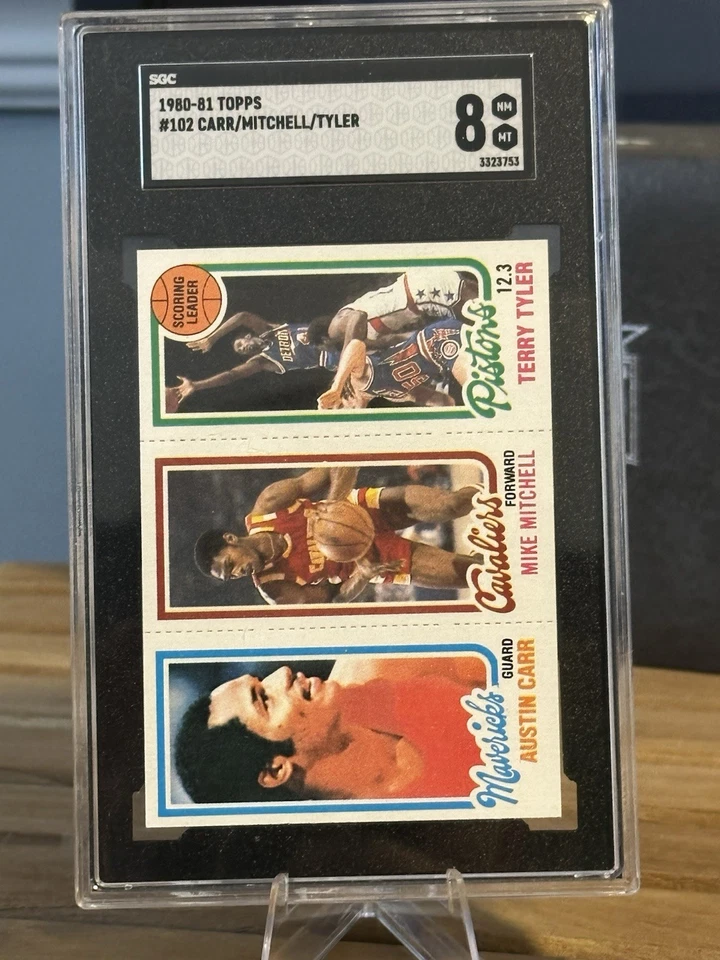 SGC
1980-81 TOPPS
#102 CARR/MITCHELL/TYLER
8
NM
MT
3323753
SCORING
LEADER
DETROIT
Pistons
12.3
TERRY TYLER
Cavaliers
FORWARD
MIKE MITCHELL
Mavericks
GUARD
AUSTIN CARR